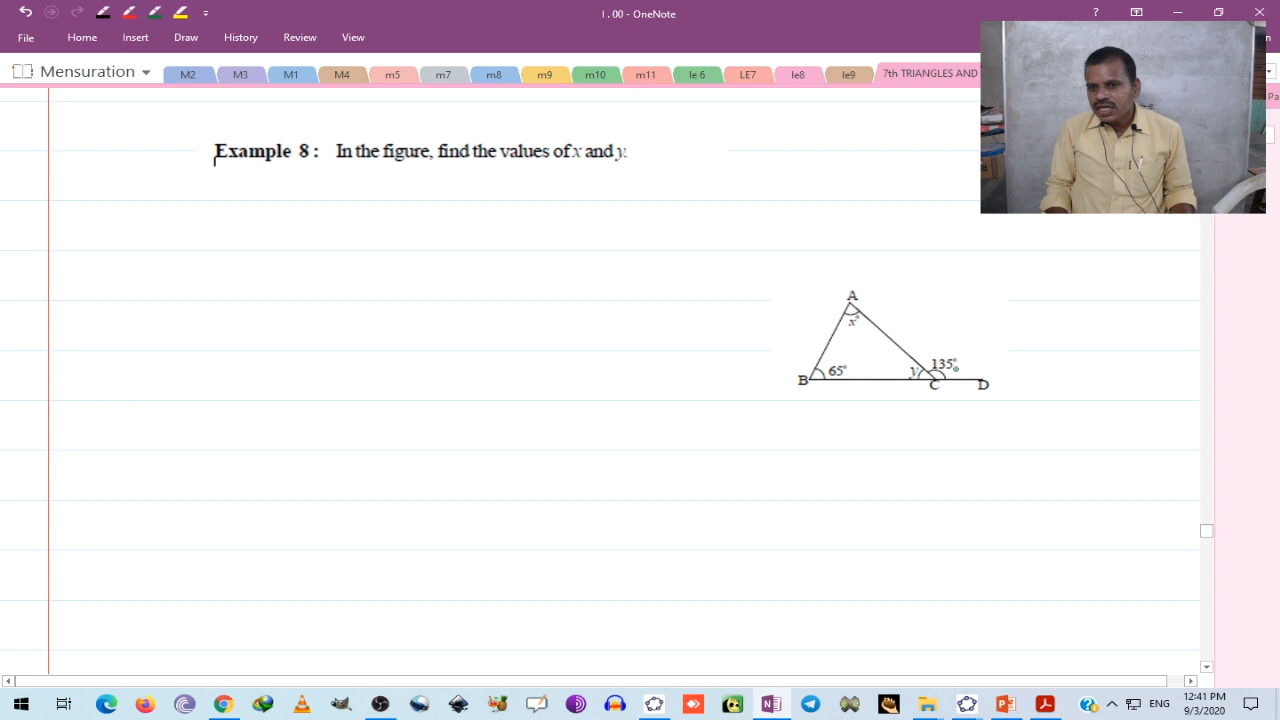 I .00 - OneNote
File Home Insert Draw History Review View
Mensuration M2 M3 M1 M4 m5 m7 m8 m9 m10 m11 le 6 LE7 le8 le9 7th TRIANGLES AND
Example 8 : In the figure, find the values of x and y.
A
x°
B 65° y 135° C D
12:41 PM
ENG
9/3/2020